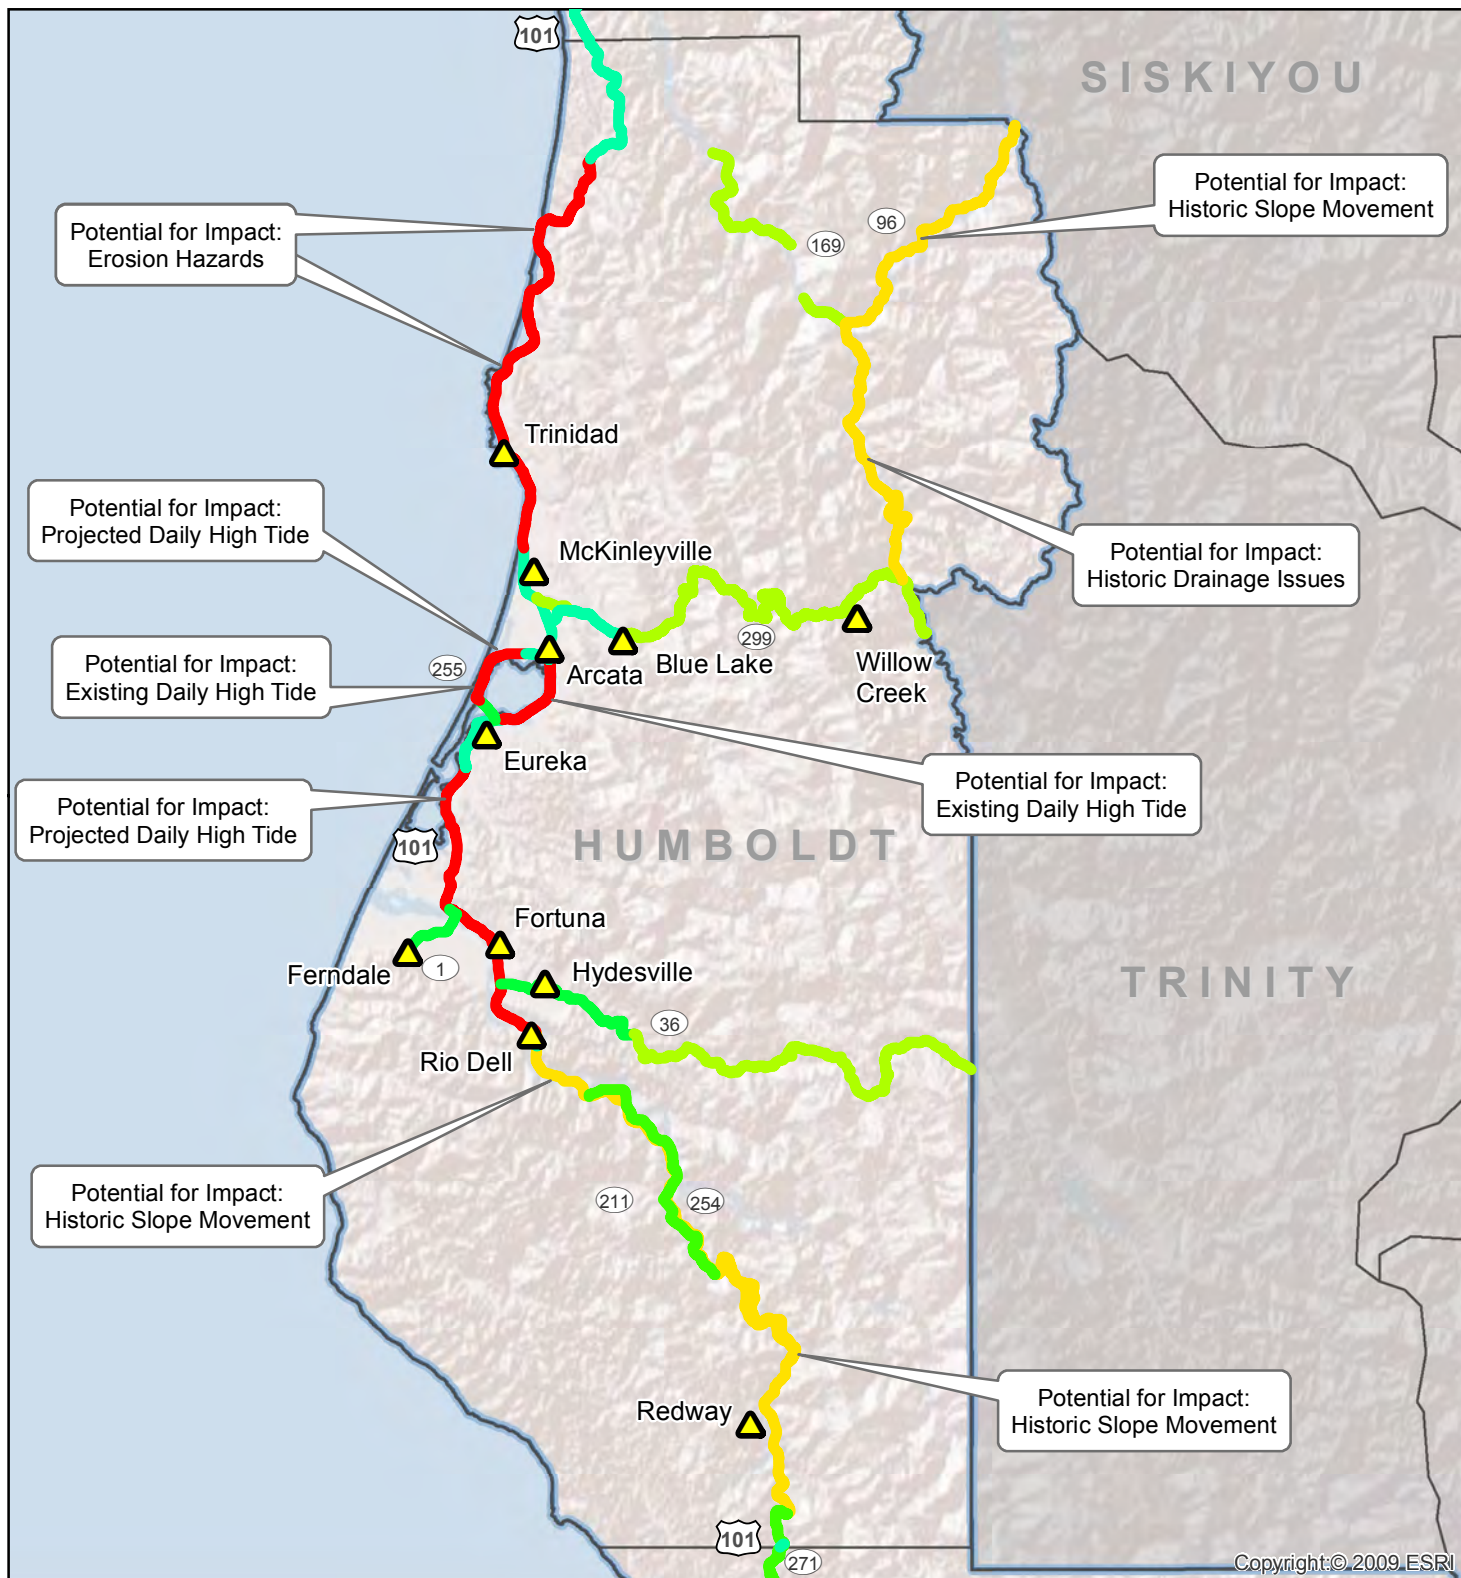 101
SISKIYOU
Potential for Impact:
Historic Slope Movement
96
169
Potential for Impact:
Erosion Hazards
Trinidad
Potential for Impact:
Projected Daily High Tide
McKinleyville
Potential for Impact:
Historic Drainage Issues
299
Blue Lake
Willow
Creek
Arcata
255
Potential for Impact:
Existing Daily High Tide
Eureka
Potential for Impact:
Existing Daily High Tide
Potential for Impact:
Projected Daily High Tide
101
HUMBOLDT
Fortuna
Ferndale
1
Hydesville
TRINITY
36
Rio Dell
Potential for Impact:
Historic Slope Movement
211
254
Redway
Potential for Impact:
Historic Slope Movement
101
271
Copyright:© 2009 ESRI